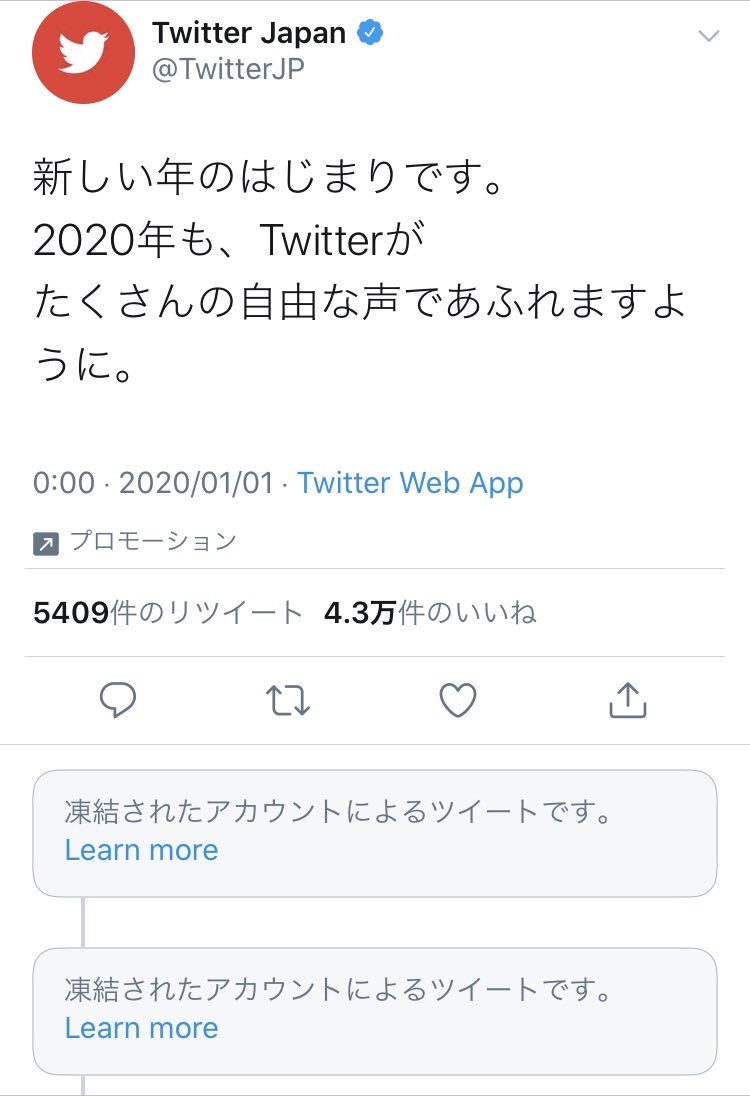 Twitter Japan
@TwitterJP
新しい年のはじまりです。
2020年も、Twitterが
たくさんの自由な声であふれますよ
うに。
0:00 · 2020/01/01 · Twitter Web App
プロモーション
5409件のリツイート 4.3万件のいいね
凍結されたアカウントによるツイートです。
Learn more
凍結されたアカウントによるツイートです。
Learn more